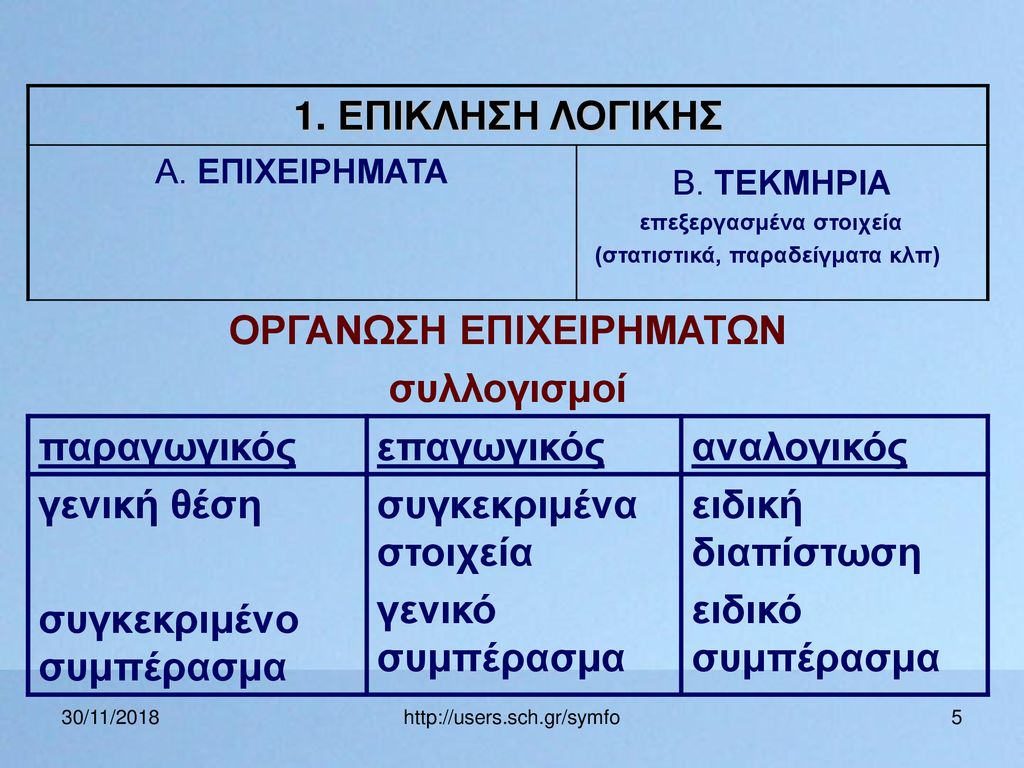 1. ΕΠΙΚΛΗΣΗ ΛΟΓΙΚΗΣ
Α. ΕΠΙΧΕΙΡΗΜΑΤΑ
Β. ΤΕΚΜΗΡΙΑ
επεξεργασμένα στοιχεία
(στατιστικά, παραδείγματα κλπ)
ΟΡΓΑΝΩΣΗ ΕΠΙΧΕΙΡΗΜΑΤΩΝ
συλλογισμοί
παραγωγικός
γενική θέση
συγκεκριμένο
συμπέρασμα
επαγωγικός
συγκεκριμένα
στοιχεία
γενικό
συμπέρασμα
αναλογικός
ειδική
διαπίστωση
ειδικό
συμπέρασμα
30/11/2018
http://users.sch.gr/symfo
5